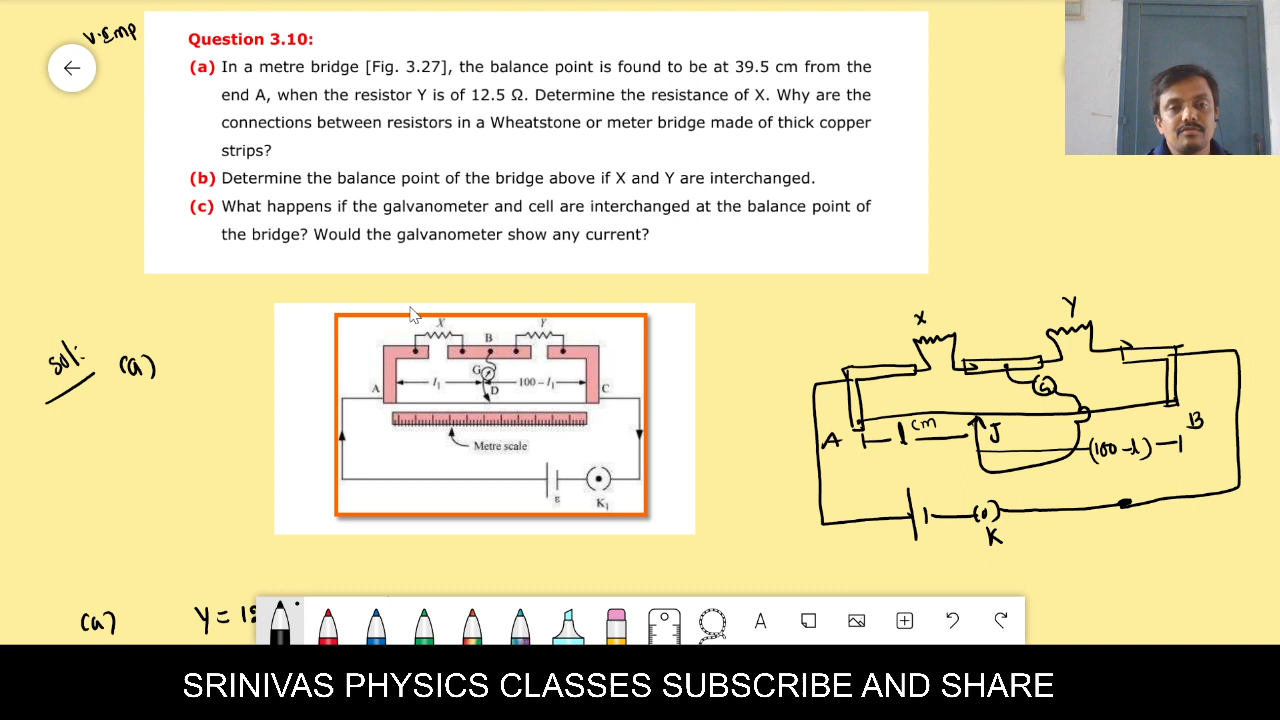 V.Imp
Question 3.10:
(a) In a metre bridge [Fig. 3.27], the balance point is found to be at 39.5 cm from the
end A, when the resistor Y is of 12.5 Ω. Determine the resistance of X. Why are the
connections between resistors in a Wheatstone or meter bridge made of thick copper
strips?
(b) Determine the balance point of the bridge above if X and Y are interchanged.
(c) What happens if the galvanometer and cell are interchanged at the balance point of
the bridge? Would the galvanometer show any current?
Sol: (a)
X
Y
B
G
A
l₁
100 – l₁
C
D
Metre scale
ε
K₁
X
Y
G
A
l cm
J
(100-l)
B
K
(a) Y =
A
SRINIVAS PHYSICS CLASSES SUBSCRIBE AND SHARE